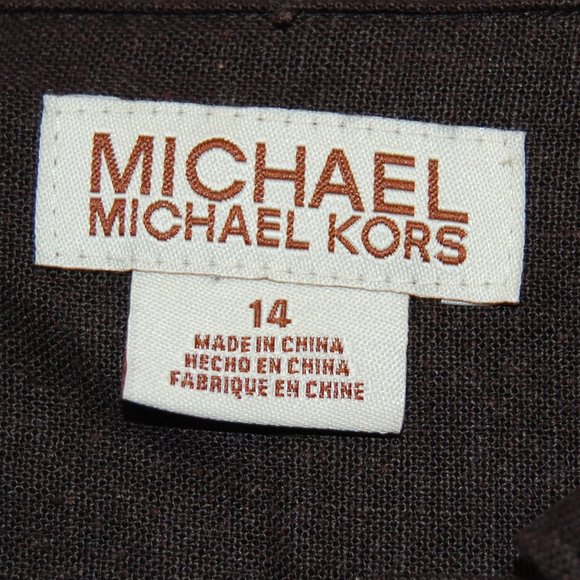 MICHAEL
MICHAEL KORS
14
MADE IN CHINA
HECHO EN CHINA
FABRIQUE EN CHINE